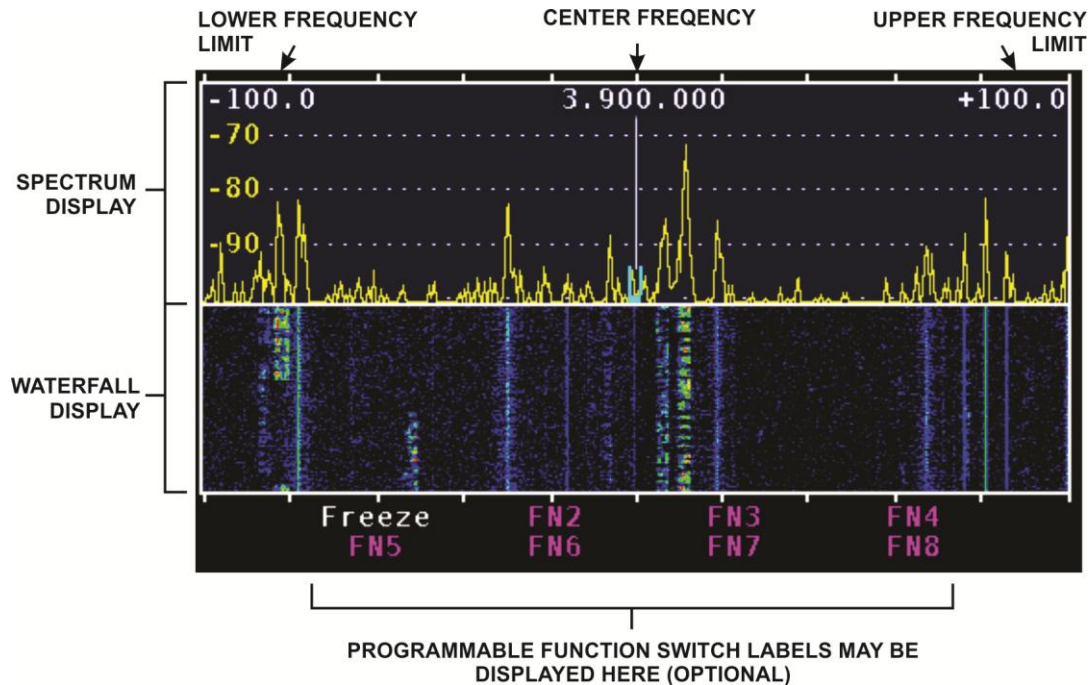 LOWER FREQUENCY
LIMIT
CENTER FREQENCY
UPPER FREQUENCY
LIMIT
-100.0
3.900.000
+100.0
-70
-80
-90
SPECTRUM
DISPLAY
WATERFALL
DISPLAY
Freeze FN2 FN3 FN4
FN5 FN6 FN7 FN8
PROGRAMMABLE FUNCTION SWITCH LABELS MAY BE
DISPLAYED HERE (OPTIONAL)